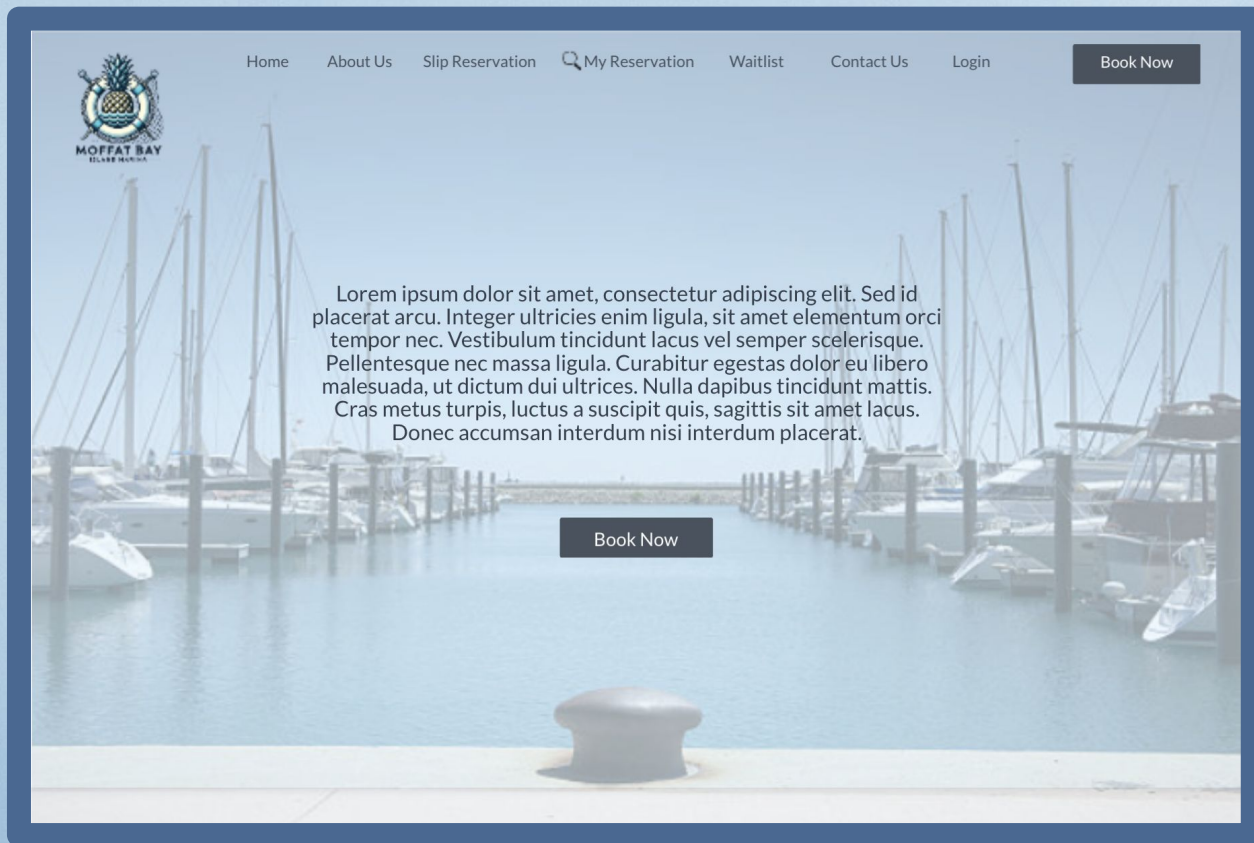 Home About Us Slip Reservation My Reservation Waitlist Contact Us Login Book Now
MOFFAT BAY
ISLAND MARINA
Lorem ipsum dolor sit amet, consectetur adipiscing elit. Sed id
placerat arcu. Integer ultricies enim ligula, sit amet elementum orci
tempor nec. Vestibulum tincidunt lacus vel semper scelerisque.
Pellentesque nec massa ligula. Curabitur egestas dolor eu libero
malesuada, ut dictum dui ultrices. Nulla dapibus tincidunt mattis.
Cras metus turpis, luctus a suscipit quis, sagittis sit amet lacus.
Donec accumsan interdum nisi interdum placerat.
Book Now